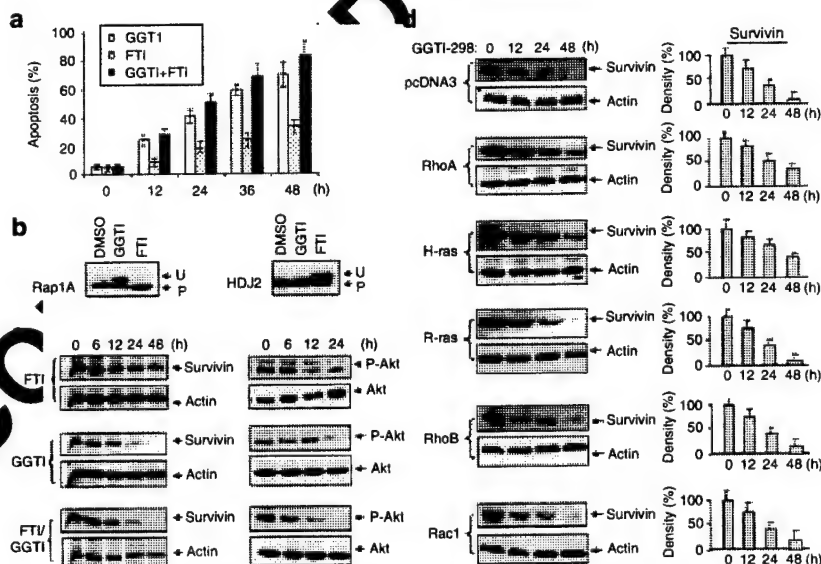 a
100
80
60
40
20
0
Apoptosis (%)
GGT1
FTI
GGTI+FTI
0 12 24 36 48 (h)
b
DMSO
GGTI
FTI
Rap1A
U
P
DMSO
GGTI
FTI
HDJ2
U
P
0 6 12 24 48 (h)
FTI
Survivin
Actin
GGTI
Survivin
Actin
FTI/
GGTI
Survivin
Actin
0 6 12 24 (h)
P-Akt
Akt
P-Akt
Akt
P-Akt
Akt
d
GGTI-298: 0 12 24 48 (h)
pcDNA3
Survivin
Actin
RhoA
Survivin
Actin
H-ras
Survivin
Actin
R-ras
Survivin
Actin
RhoB
Survivin
Actin
Rac1
Survivin
Actin
Survivin
Density (%)
100
50
0
0 12 24 48 (h)
Density (%)
100
50
0
0 12 24 48 (h)
Density (%)
100
50
0
0 12 24 48 (h)
Density (%)
100
50
0
0 12 24 48 (h)
Density (%)
100
50
0
0 12 24 48 (h)
Density (%)
100
50
0
0 12 24 48 (h)